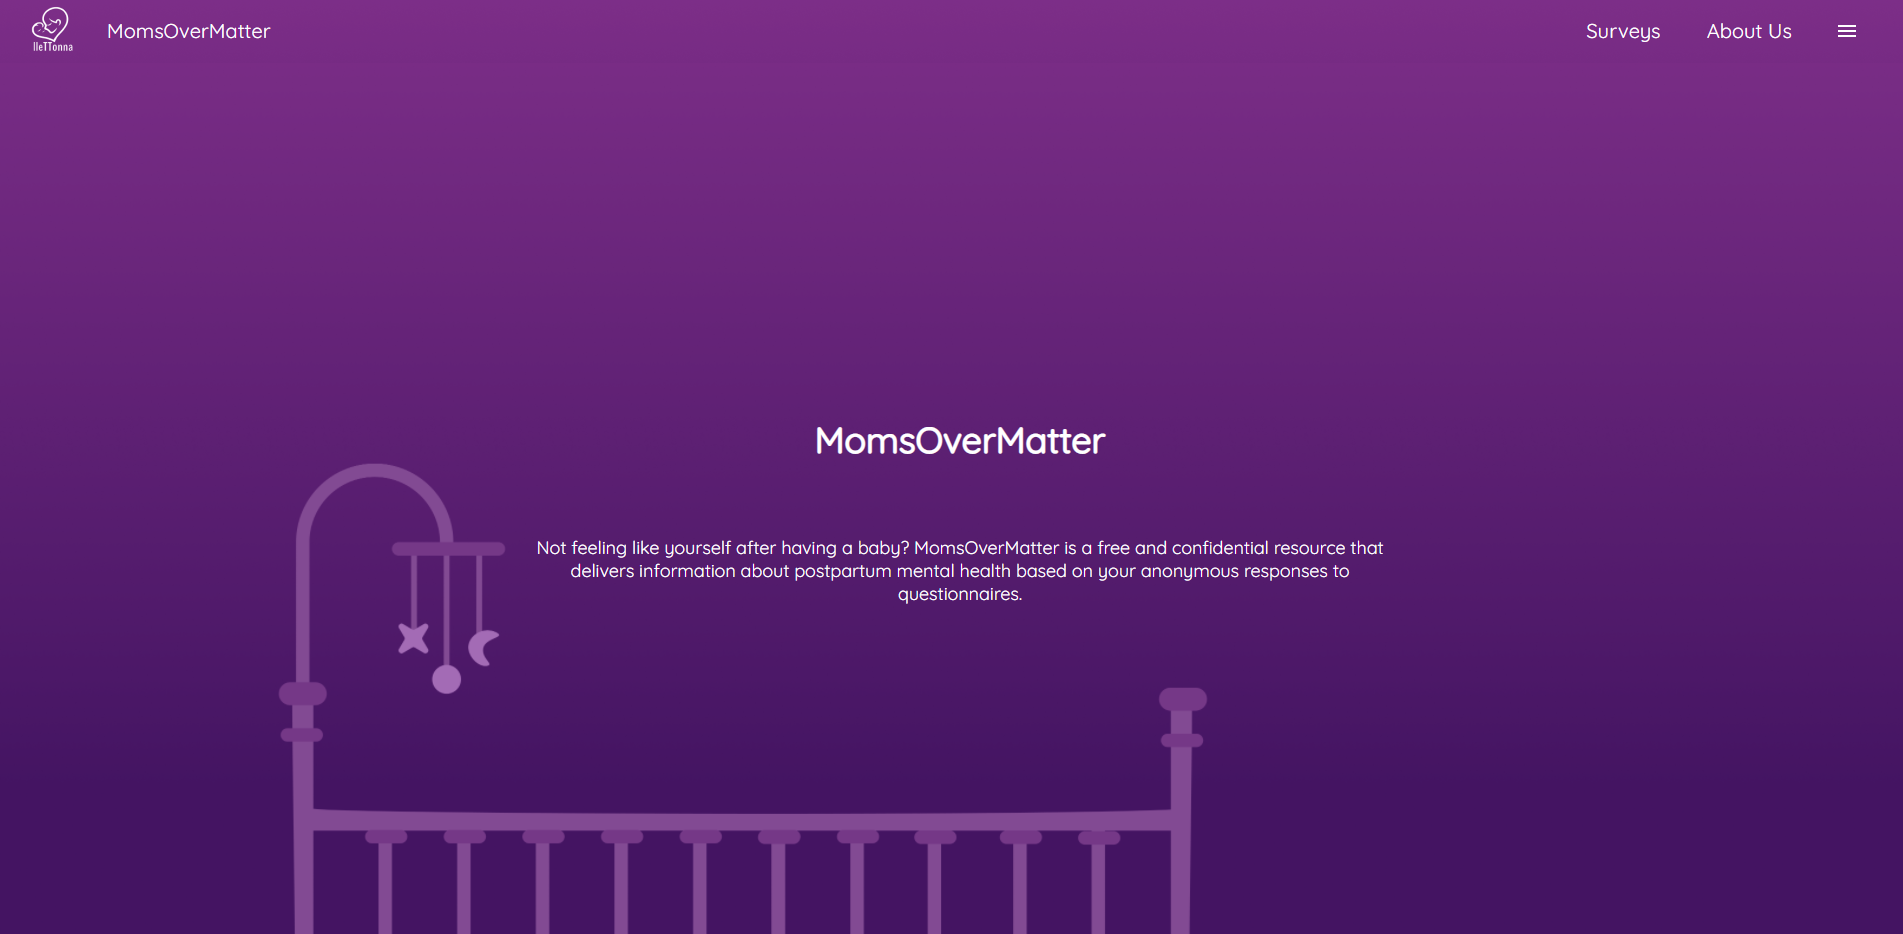 IleTTonna
MomsOverMatter
Surveys
About Us
MomsOverMatter
Not feeling like yourself after having a baby? MomsOverMatter is a free and confidential resource that
delivers information about postpartum mental health based on your anonymous responses to
questionnaires.